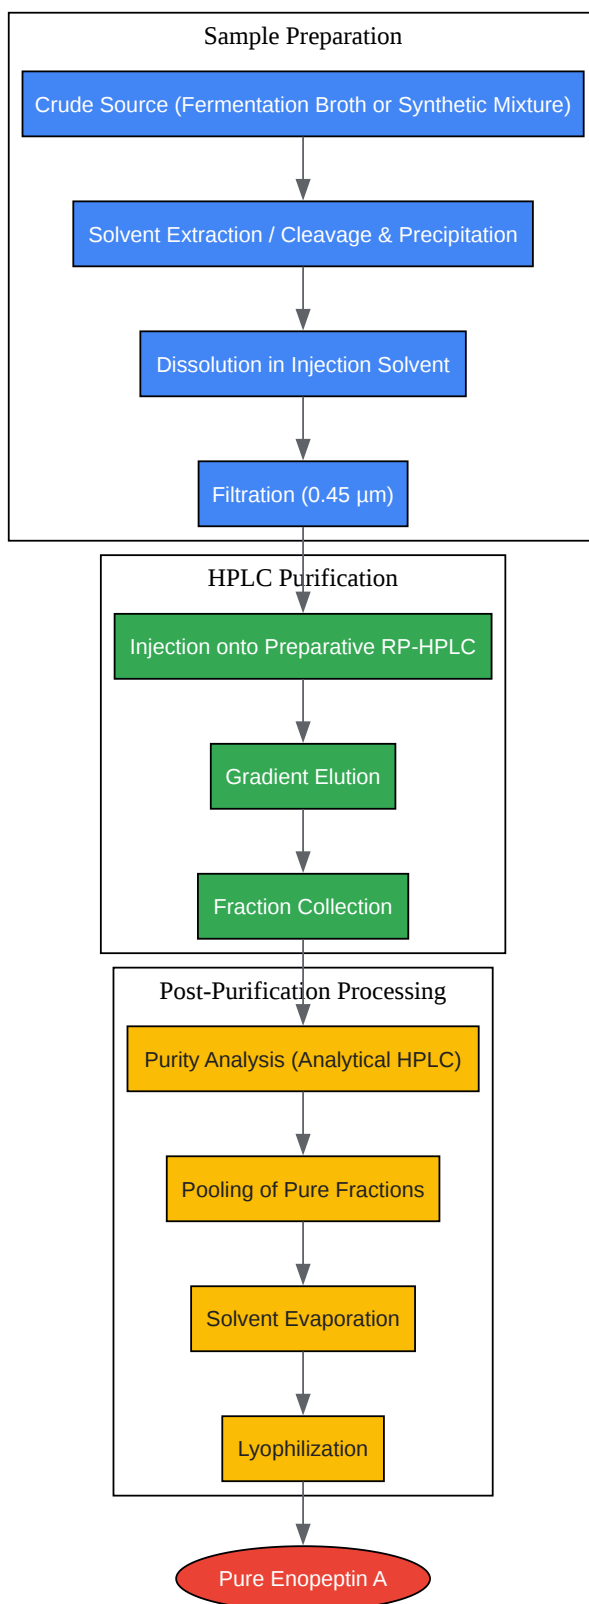 Sample Preparation
Crude Source (Fermentation Broth or Synthetic Mixture)
Solvent Extraction / Cleavage & Precipitation
Dissolution in Injection Solvent
Filtration (0.45 µm)
HPLC Purification
Injection onto Preparative RP-HPLC
Gradient Elution
Fraction Collection
Post-Purification Processing
Purity Analysis (Analytical HPLC)
Pooling of Pure Fractions
Solvent Evaporation
Lyophilization
Pure Enopeptin A